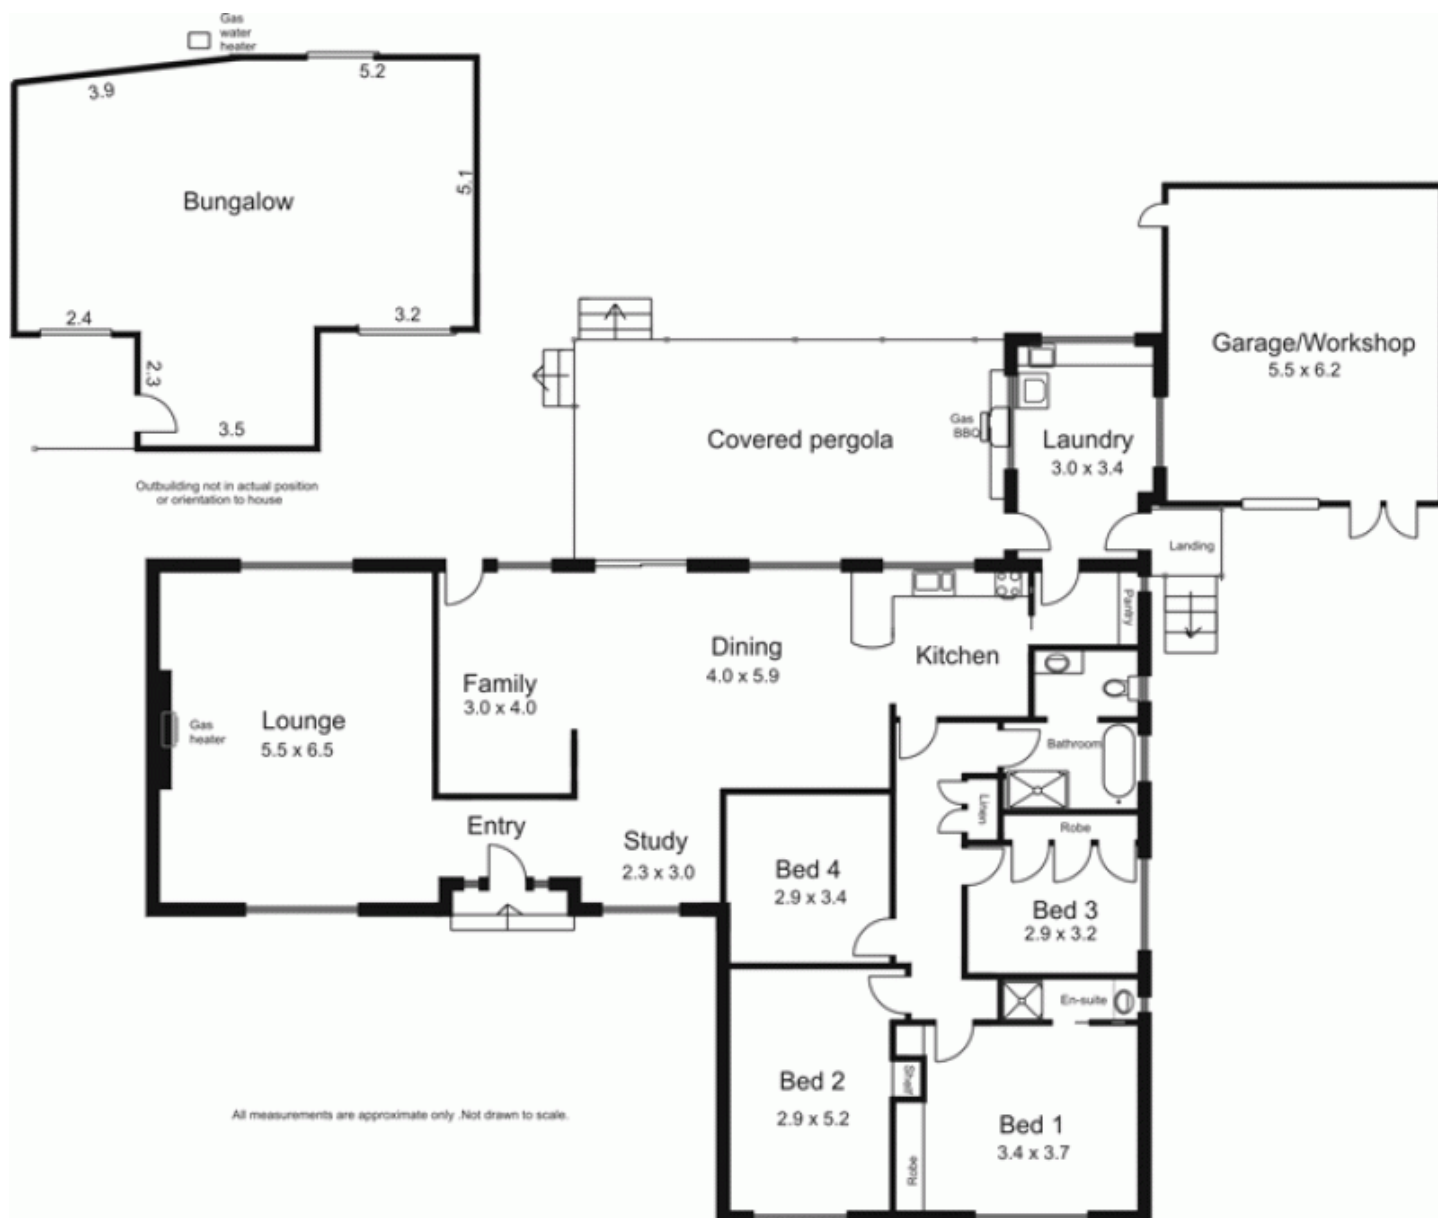 Gas
water
heater
5.2
3.9
5.1
Bungalow
2.4
3.2
2.3
3.5
Outbuilding not in actual position
or orientation to house
Garage/Workshop
5.5 x 6.2
Covered pergola
Gas
BBQ
Laundry
3.0 x 3.4
Landing
Pantry
Kitchen
Dining
4.0 x 5.9
Family
3.0 x 4.0
Lounge
5.5 x 6.5
Gas
heater
Bathroom
Linen
Robe
Entry
Study
2.3 x 3.0
Bed 4
2.9 x 3.4
Bed 3
2.9 x 3.2
En-suite
Bed 2
2.9 x 5.2
Shelf
Robe
Bed 1
3.4 x 3.7
All measurements are approximate only .Not drawn to scale.